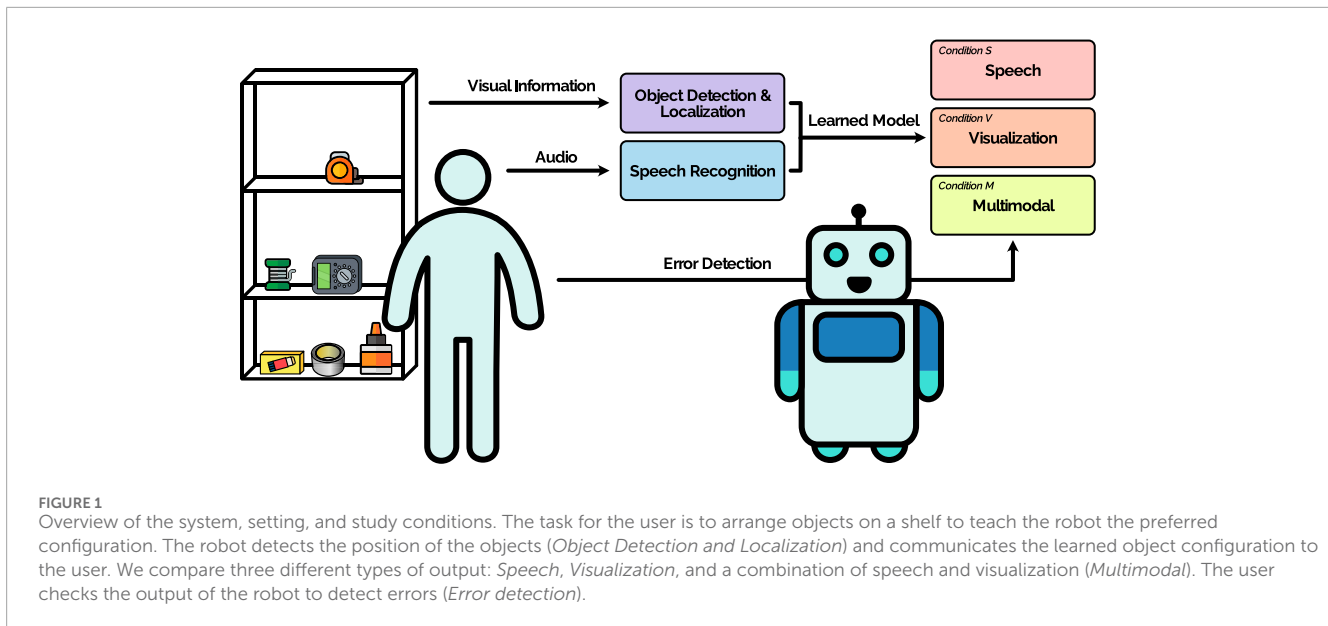 Condition S
Speech
Visual Information
Object Detection &
Localization
Learned Model
Condition V
Visualization
Audio
Speech Recognition
Condition M
Multimodal
Error Detection
FIGURE 1
Overview of the system, setting, and study conditions. The task for the user is to arrange objects on a shelf to teach the robot the preferred
configuration. The robot detects the position of the objects (Object Detection and Localization) and communicates the learned object configuration to
the user. We compare three different types of output: Speech, Visualization, and a combination of speech and visualization (Multimodal). The user
checks the output of the robot to detect errors (Error detection).